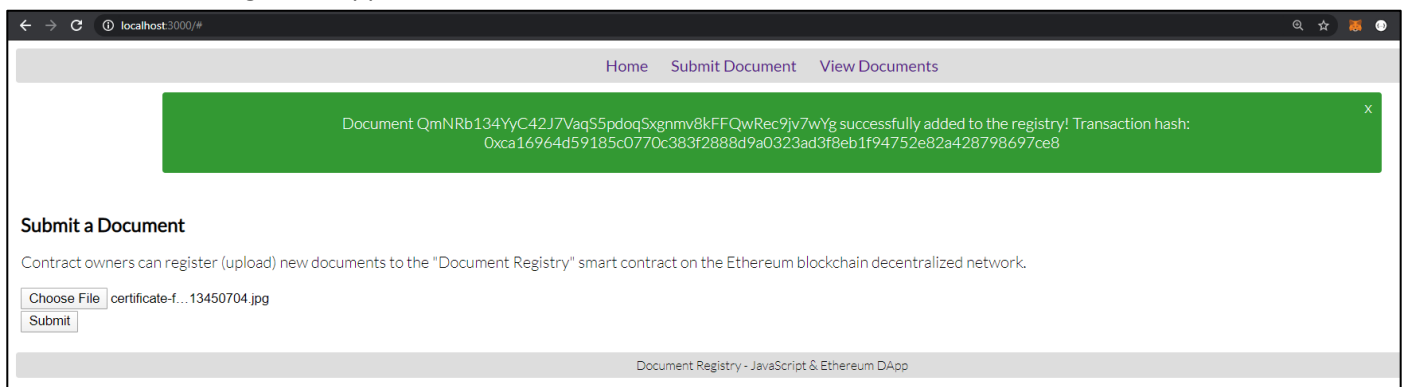 localhost:3000/#
Home Submit Document View Documents
x
Document QmNRb134YyC42J7VaqS5pdoqSxgnmv8kFFQwRec9jv7wYg successfully added to the registry! Transaction hash:
0xca16964d59185c0770c383f2888d9a0323ad3f8eb1f94752e82a428798697ce8
Submit a Document
Contract owners can register (upload) new documents to the "Document Registry" smart contract on the Ethereum blockchain decentralized network.
Choose File certificate-f...13450704.jpg
Submit
Document Registry - JavaScript & Ethereum DApp